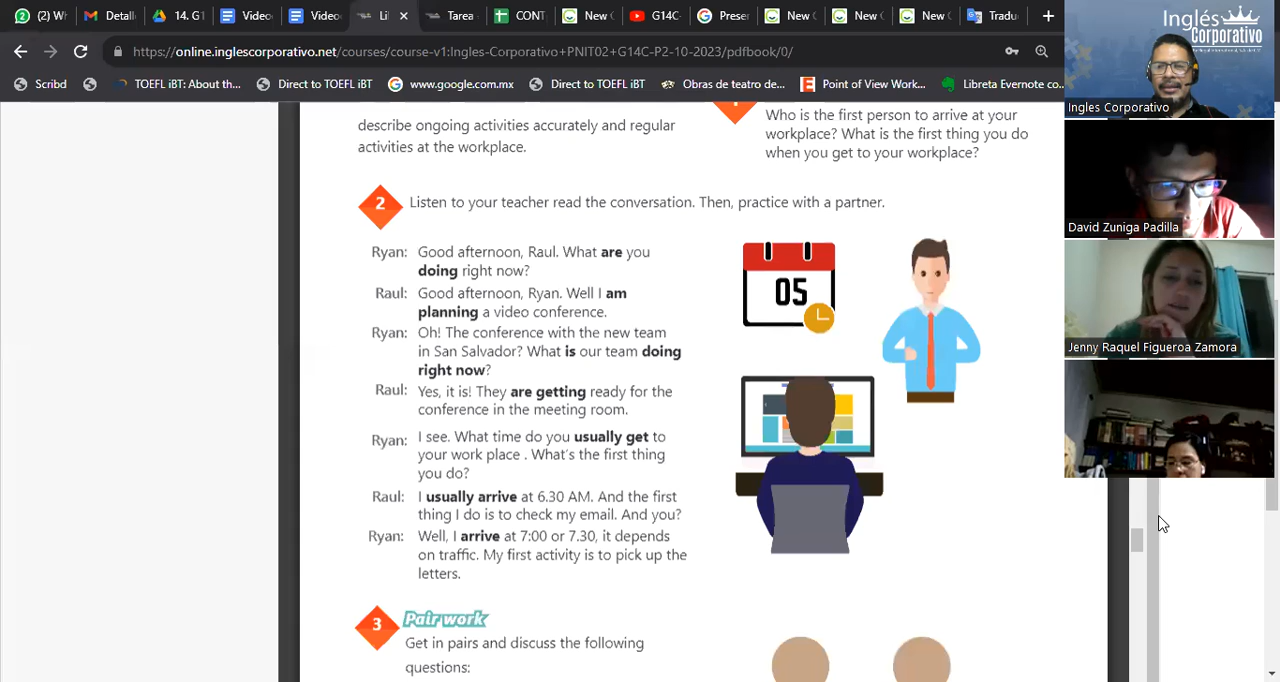 (2) W
Detall
14. G1
Video
Video
Li
Tarea
CONT
New C
G14C-
Prese
New C
New C
New C
Tradu
https://online.inglescorporativo.net/courses/course-v1:Ingles-Corporativo+PNIT02+G14C-P2-10-2023/pdfbook/0/
Scribd
TOEFL iBT: About th...
Direct to TOEFL iBT
www.google.com.mx
Direct to TOEFL iBT
Obras de teatro de...
Point of View Work...
Libreta Evernote co...
Inglés
Corporativo
Ingles Corporativo
David Zuniga Padilla
Jenny Raquel Figueroa Zamora
describe ongoing activities accurately and regular
activities at the workplace.
Who is the first person to arrive at your
workplace? What is the first thing you do
when you get to your workplace?
2 Listen to your teacher read the conversation. Then, practice with a partner.
Ryan: Good afternoon, Raul. What are you
doing right now?
Raul: Good afternoon, Ryan. Well I am
planning a video conference.
Ryan: Oh! The conference with the new team
in San Salvador? What is our team doing
right now?
Raul: Yes, it is! They are getting ready for the
conference in the meeting room.
Ryan: I see. What time do you usually get to
your work place . What's the first thing
you do?
Raul: I usually arrive at 6.30 AM. And the first
thing I do is to check my email. And you?
Ryan: Well, I arrive at 7:00 or 7.30, it depends
on traffic. My first activity is to pick up the
letters.
05
3 Pair work
Get in pairs and discuss the following
questions: